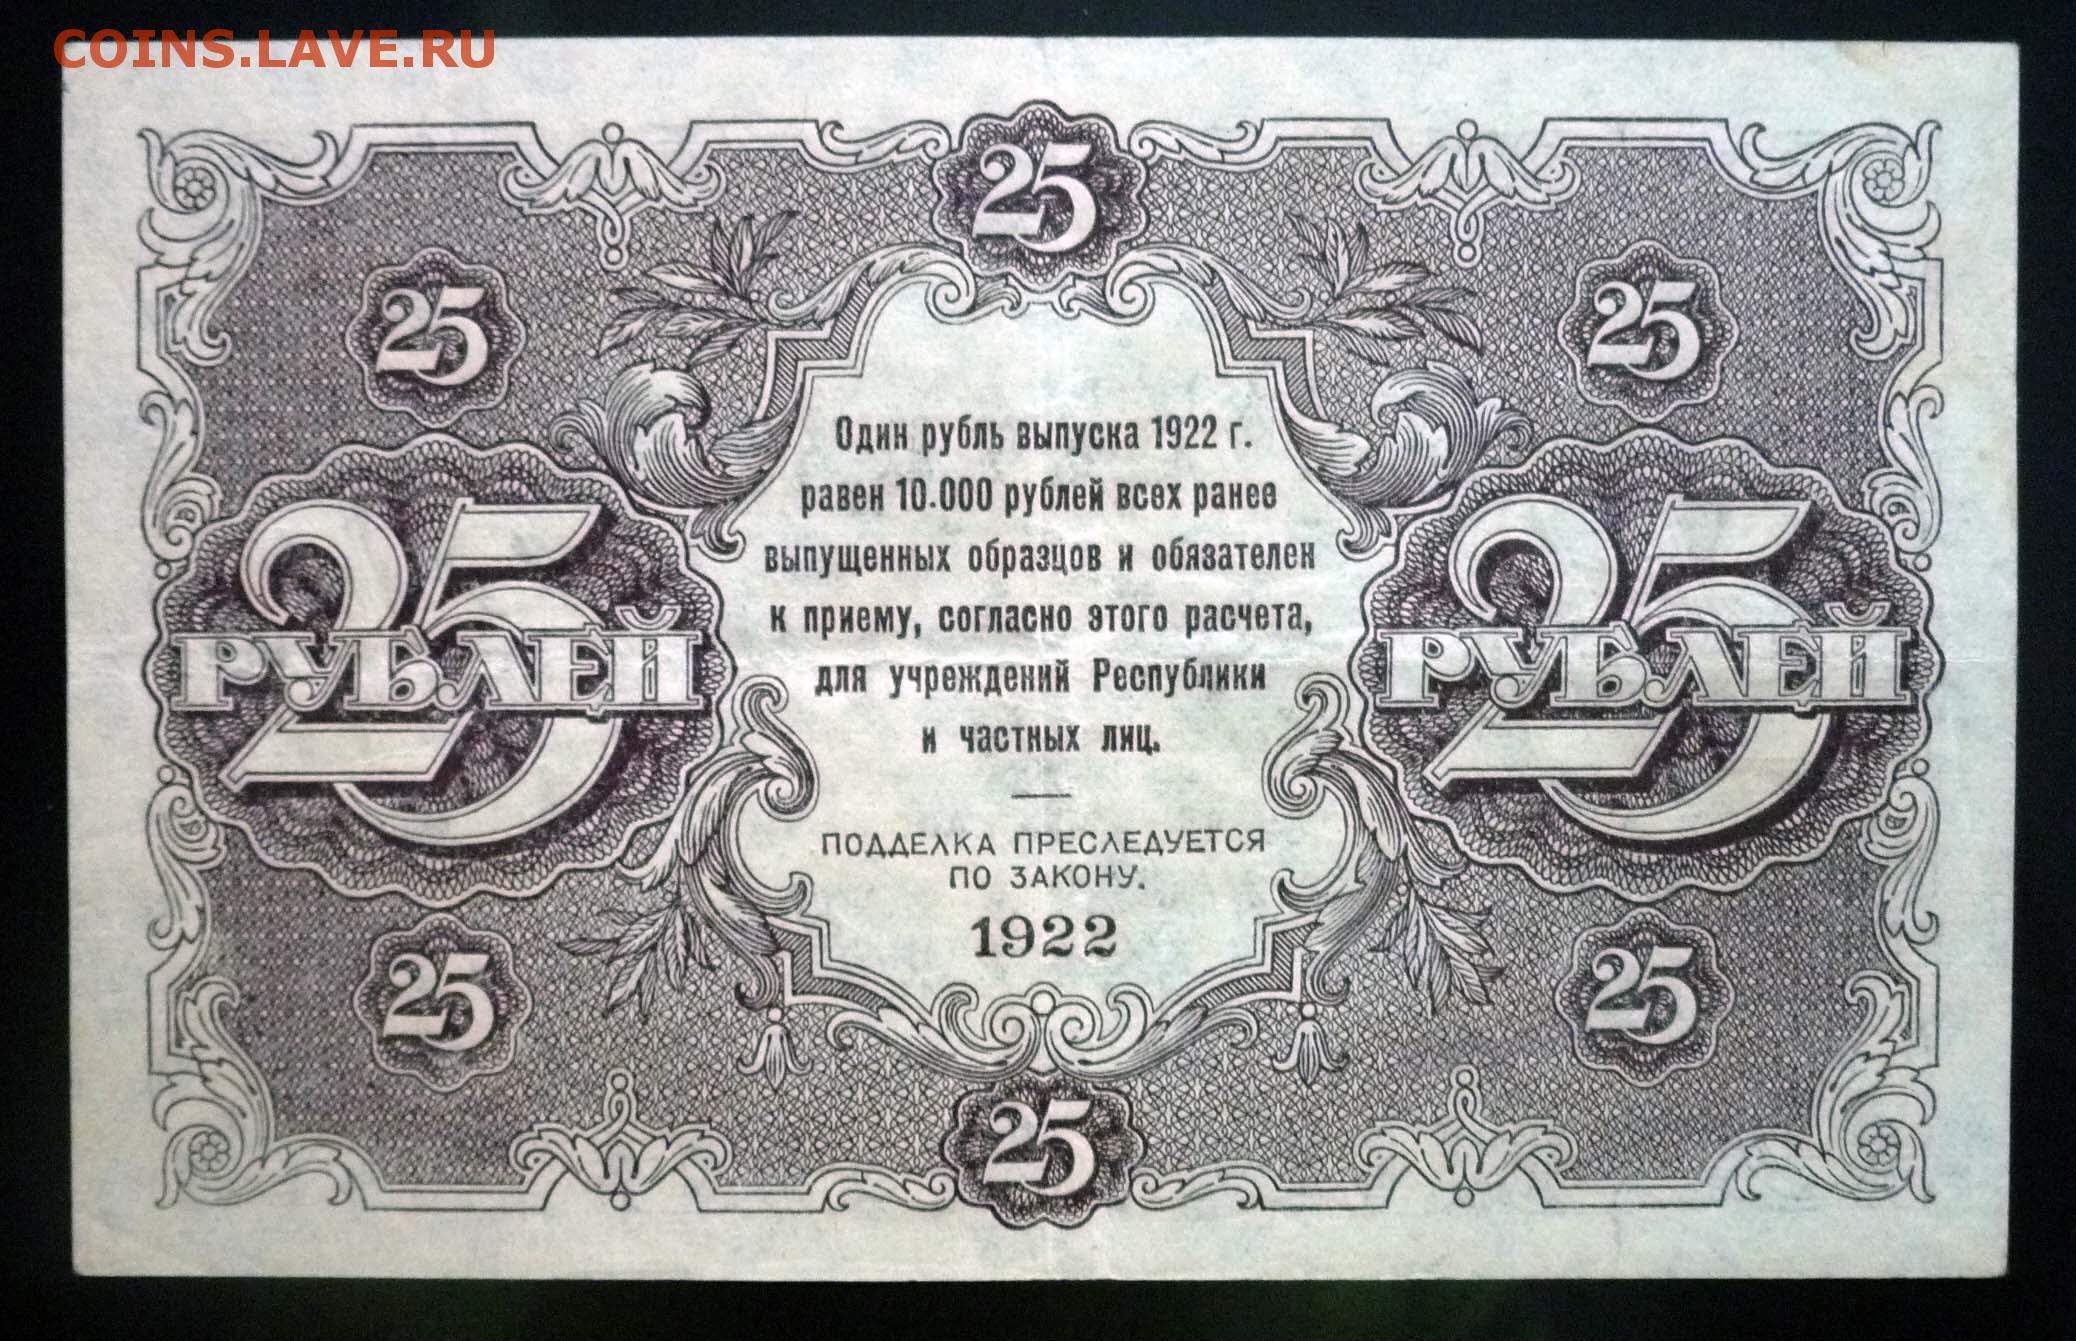 COINS.LAVE.RU
25
25
25
Один рубль выпуска 1922 г.
равен 10.000 рублей всех ранее
выпущенных образцов и обязателен
к приему, согласно этого расчета,
для учреждений Республики
и частных лиц.
25 РУБЛЕЙ
25 РУБЛЕЙ
ПОДДЕЛКА ПРЕСЛЕДУЕТСЯ
ПО ЗАКОНУ.
1922
25
25
25